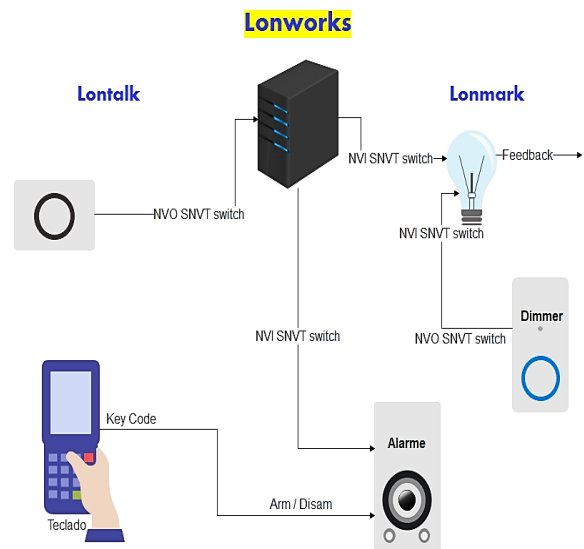 Lonworks
Lontalk
Lonmark
NVI SNVT switch
Feedback
NVO SNVT switch
NVI SNVT switch
Dimmer
NVI SNVT switch
NVO SNVT switch
Key Code
Alarme
Arm / Disam
Teclado